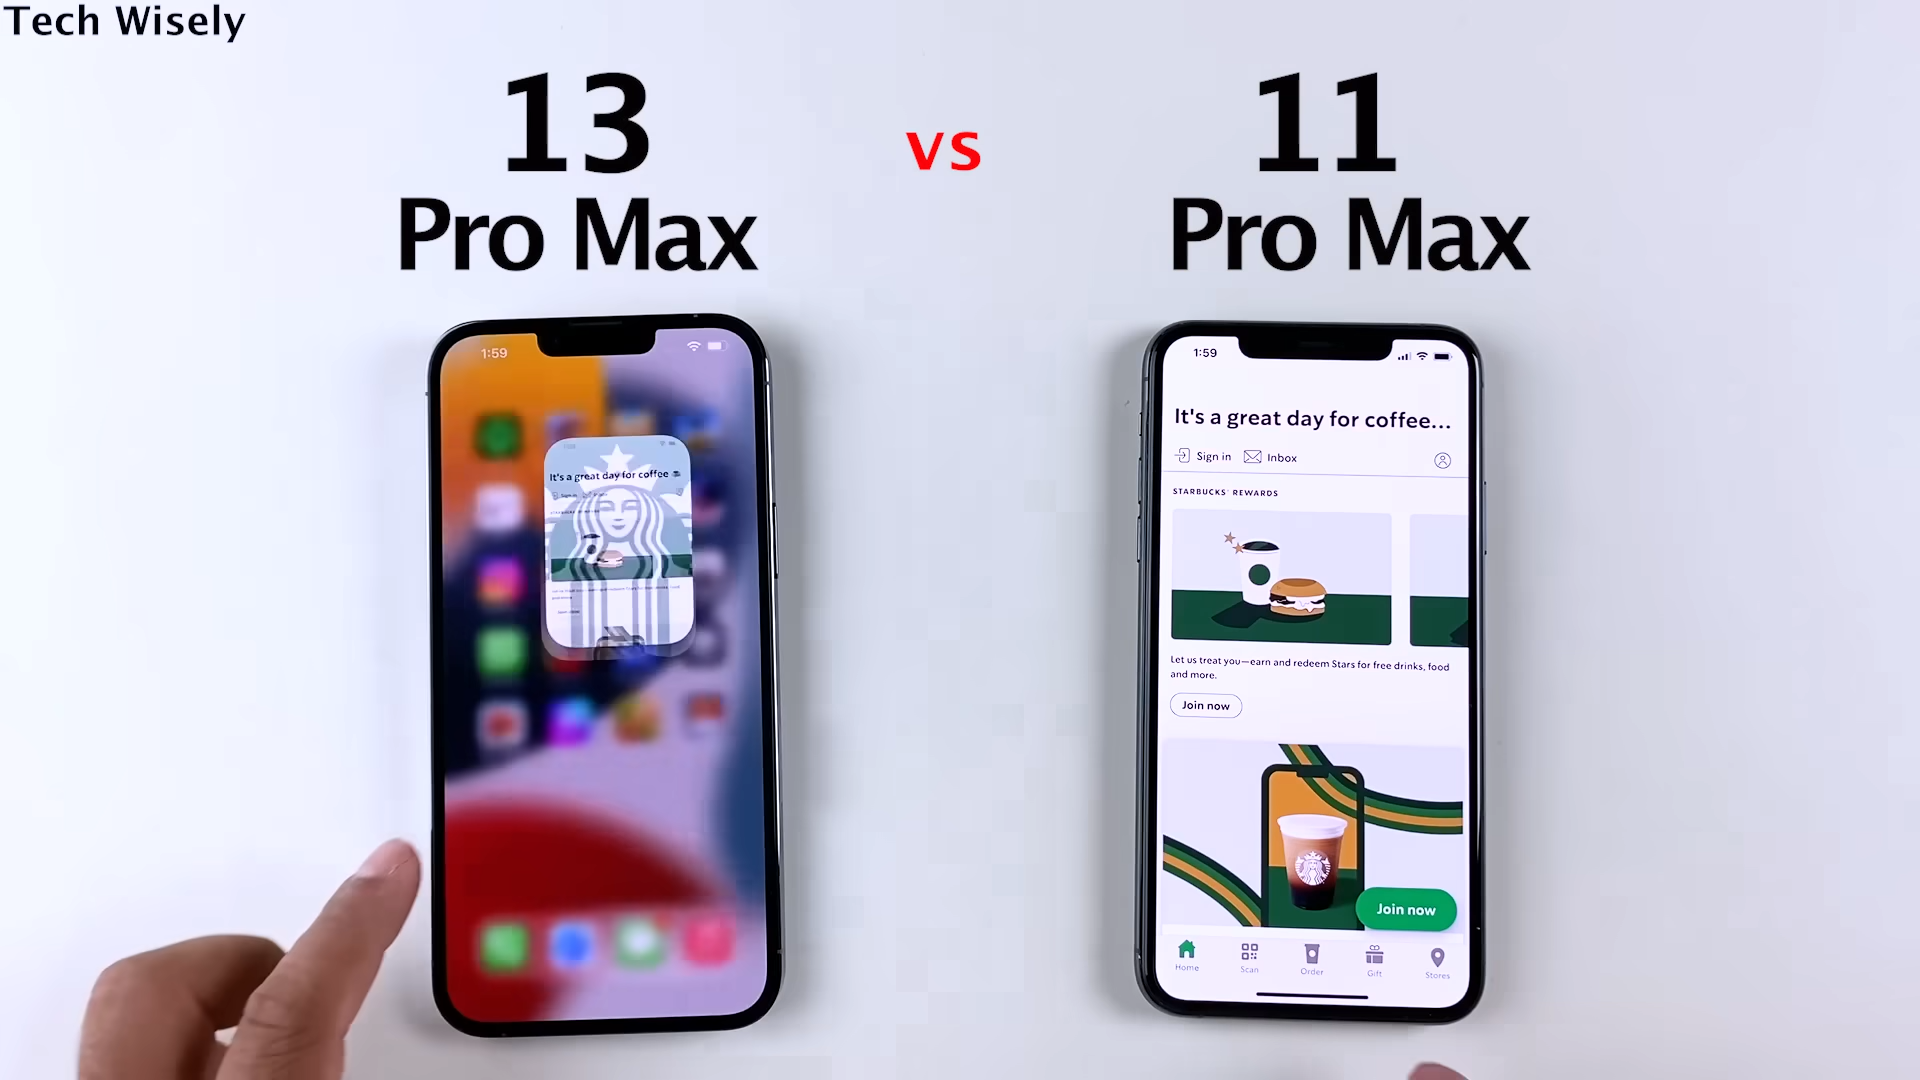 Tech Wisely
13
Pro Max
vs
11
Pro Max
1:59
It's a great day for coffee
1:59
It's a great day for coffee...
Sign in
Inbox
STARBUCKS® REWARDS
Let us treat you—earn and redeem Stars for free drinks, food
and more.
Join now
Join now
Home
Scan
Order
Gift
Stores